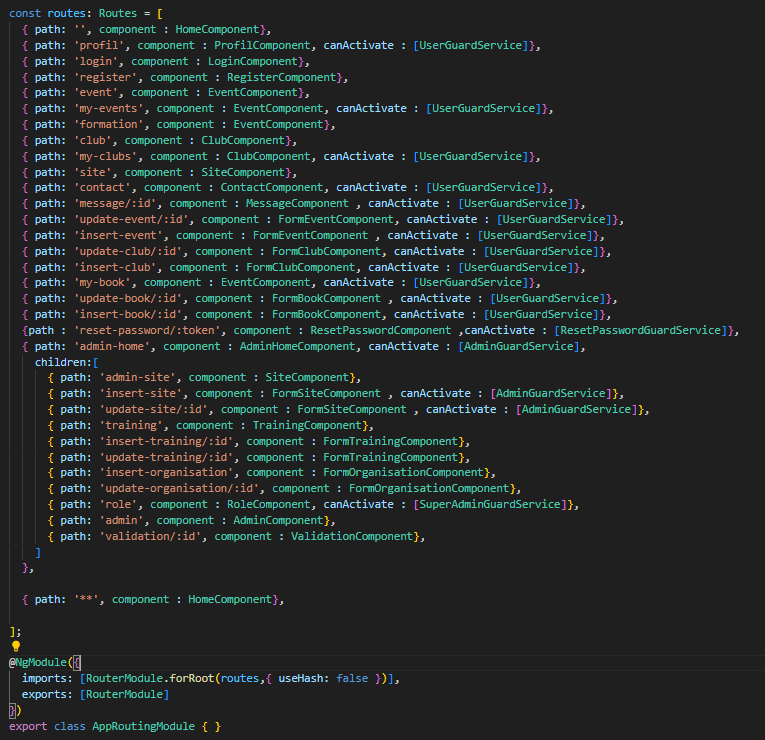 const routes: Routes = [
{ path: '', component : HomeComponent},
{ path: 'profil', component : ProfilComponent, canActivate : [UserGuardService]},
{ path: 'login', component : LoginComponent},
{ path: 'register', component : RegisterComponent},
{ path: 'event', component : EventComponent},
{ path: 'my-events', component : EventComponent, canActivate : [UserGuardService]},
{ path: 'formation', component : EventComponent},
{ path: 'club', component : ClubComponent},
{ path: 'my-clubs', component : ClubComponent, canActivate : [UserGuardService]},
{ path: 'site', component : SiteComponent},
{ path: 'contact', component : ContactComponent, canActivate : [UserGuardService]},
{ path: 'message/:id', component : MessageComponent , canActivate : [UserGuardService]},
{ path: 'update-event/:id', component : FormEventComponent, canActivate : [UserGuardService]},
{ path: 'insert-event', component : FormEventComponent , canActivate : [UserGuardService]},
{ path: 'update-club/:id', component : FormClubComponent, canActivate : [UserGuardService]},
{ path: 'insert-club', component : FormClubComponent, canActivate : [UserGuardService]},
{ path: 'my-book', component : EventComponent, canActivate : [UserGuardService]},
{ path: 'update-book/:id', component : FormBookComponent , canActivate : [UserGuardService]},
{ path: 'insert-book/:id', component : FormBookComponent, canActivate : [UserGuardService]},
{path : 'reset-password/:token', component : ResetPasswordComponent ,canActivate : [ResetPasswordGuardService]},
{ path: 'admin-home', component : AdminHomeComponent, canActivate : [AdminGuardService],
children:[
{ path: 'admin-site', component : SiteComponent},
{ path: 'insert-site', component : FormSiteComponent , canActivate : [AdminGuardService]},
{ path: 'update-site/:id', component : FormSiteComponent , canActivate : [AdminGuardService]},
{ path: 'training', component : TrainingComponent},
{ path: 'insert-training/:id', component : FormTrainingComponent},
{ path: 'update-training/:id', component : FormTrainingComponent},
{ path: 'insert-organisation', component : FormOrganisationComponent},
{ path: 'update-organisation/:id', component : FormOrganisationComponent},
{ path: 'role', component : RoleComponent, canActivate : [SuperAdminGuardService]},
{ path: 'admin', component : AdminComponent},
{ path: 'validation/:id', component : ValidationComponent},
]
},
{ path: '**', component : HomeComponent},
];
@NgModule({
imports: [RouterModule.forRoot(routes,{ useHash: false })],
exports: [RouterModule]
})
export class AppRoutingModule { }